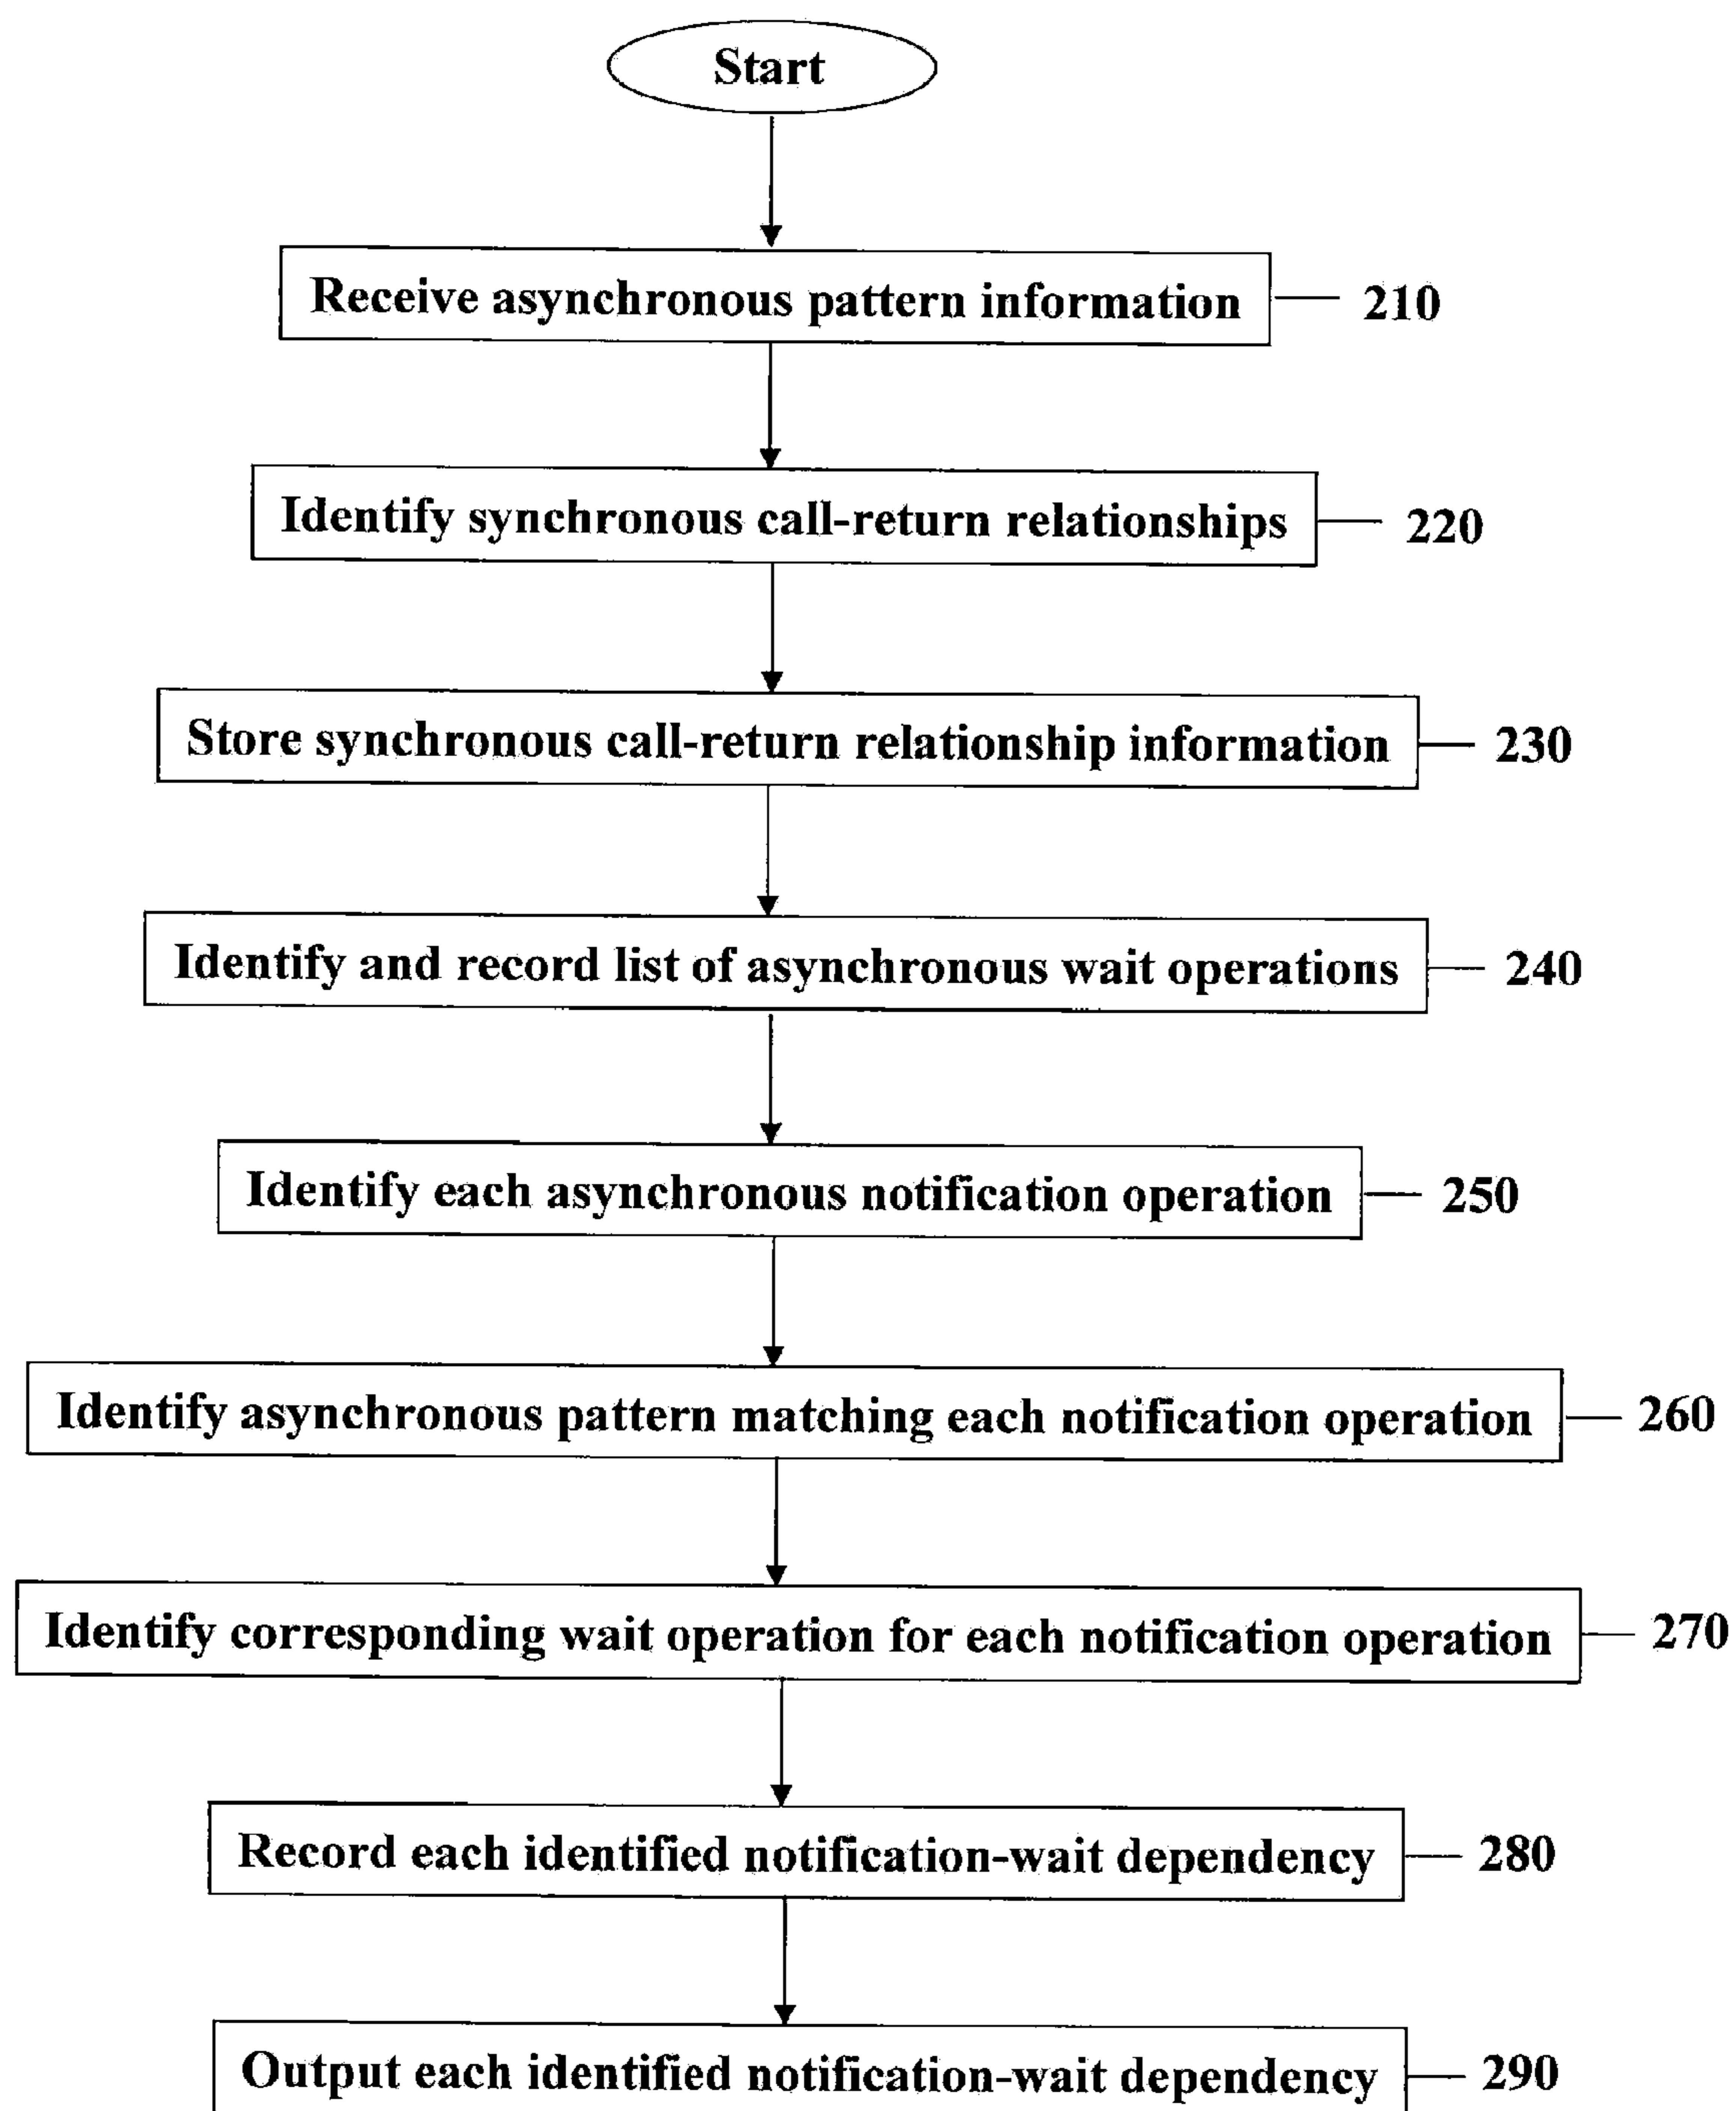 Start
Receive asynchronous pattern information 210
Identify synchronous call-return relationships 220
Store synchronous call-return relationship information 230
Identify and record list of asynchronous wait operations 240
Identify each asynchronous notification operation 250
Identify asynchronous pattern matching each notification operation 260
Identify corresponding wait operation for each notification operation 270
Record each identified notification-wait dependency 280
Output each identified notification-wait dependency 290